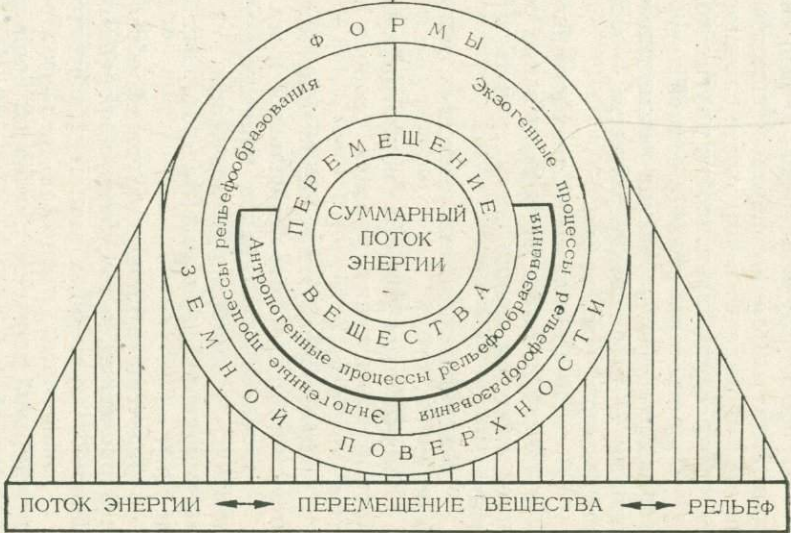 ФОРМЫ
ЗЕМНОЙ ПОВЕРХНОСТИ
Эндогенные процессы рельефообразования
Экзогенные процессы рельефообразования
Антропогенные процессы рельефообразования
ПЕРЕМЕЩЕНИЕ
ВЕЩЕСТВА
СУММАРНЫЙ
ПОТОК
ЭНЕРГИИ
ПОТОК ЭНЕРГИИ ↔ ПЕРЕМЕЩЕНИЕ ВЕЩЕСТВА ↔ РЕЛЬЕФ